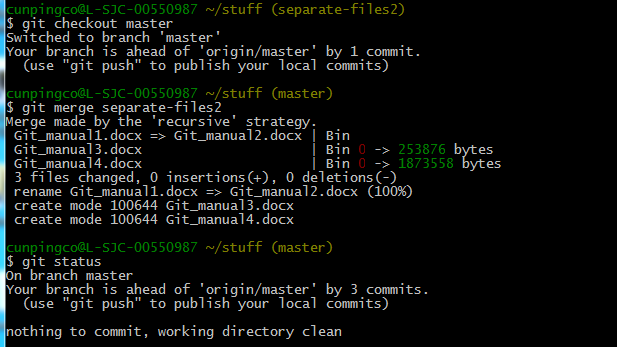 cunpingco@L-SJC-00550987 ~/stuff (separate-files2)
$ git checkout master
Switched to branch 'master'
Your branch is ahead of 'origin/master' by 1 commit.
  (use "git push" to publish your local commits)
cunpingco@L-SJC-00550987 ~/stuff (master)
$ git merge separate-files2
Merge made by the 'recursive' strategy.
 Git_manual1.docx => Git_manual2.docx | Bin
 Git_manual3.docx                     | Bin 0 -> 253876 bytes
 Git_manual4.docx                     | Bin 0 -> 1873558 bytes
 3 files changed, 0 insertions(+), 0 deletions(-)
 rename Git_manual1.docx => Git_manual2.docx (100%)
 create mode 100644 Git_manual3.docx
 create mode 100644 Git_manual4.docx
cunpingco@L-SJC-00550987 ~/stuff (master)
$ git status
On branch master
Your branch is ahead of 'origin/master' by 3 commits.
  (use "git push" to publish your local commits)
nothing to commit, working directory clean